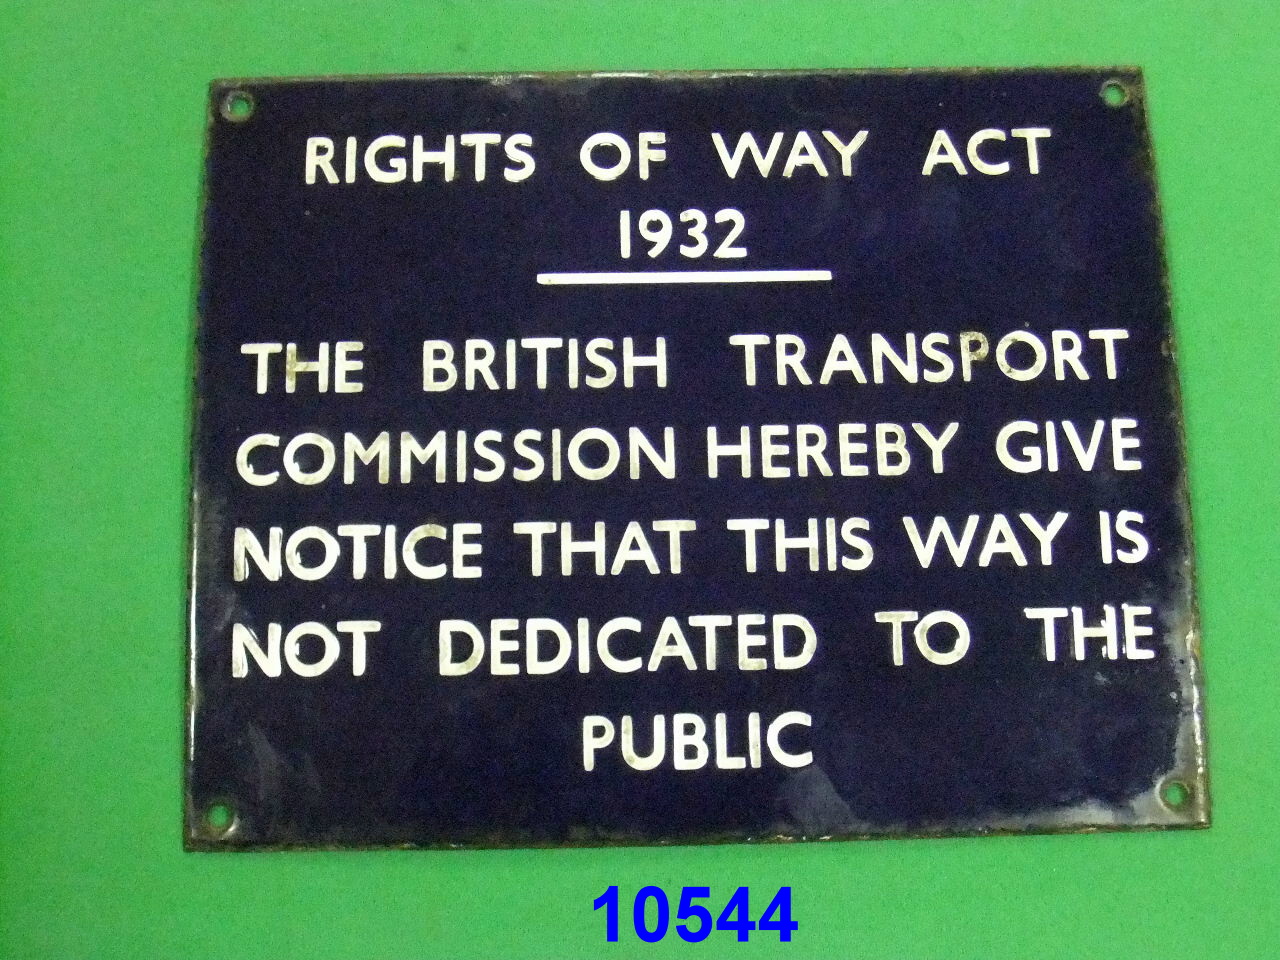 RIGHTS OF WAY ACT
1932
THE BRITISH TRANSPORT
COMMISSION HEREBY GIVE
NOTICE THAT THIS WAY IS
NOT DEDICATED TO THE
PUBLIC
10544